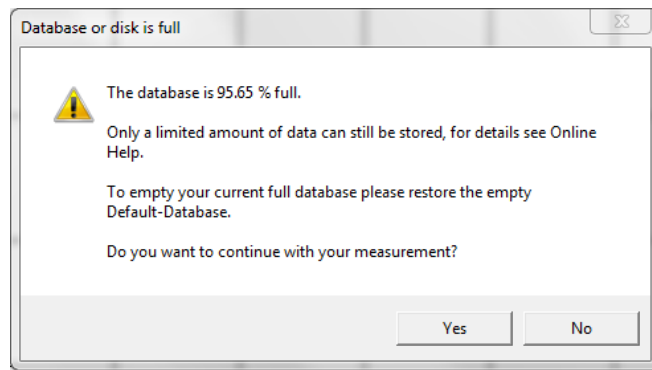 Database or disk is full
The database is 95.65 % full.
Only a limited amount of data can still be stored, for details see Online
Help.
To empty your current full database please restore the empty
Default-Database.
Do you want to continue with your measurement?
Yes No